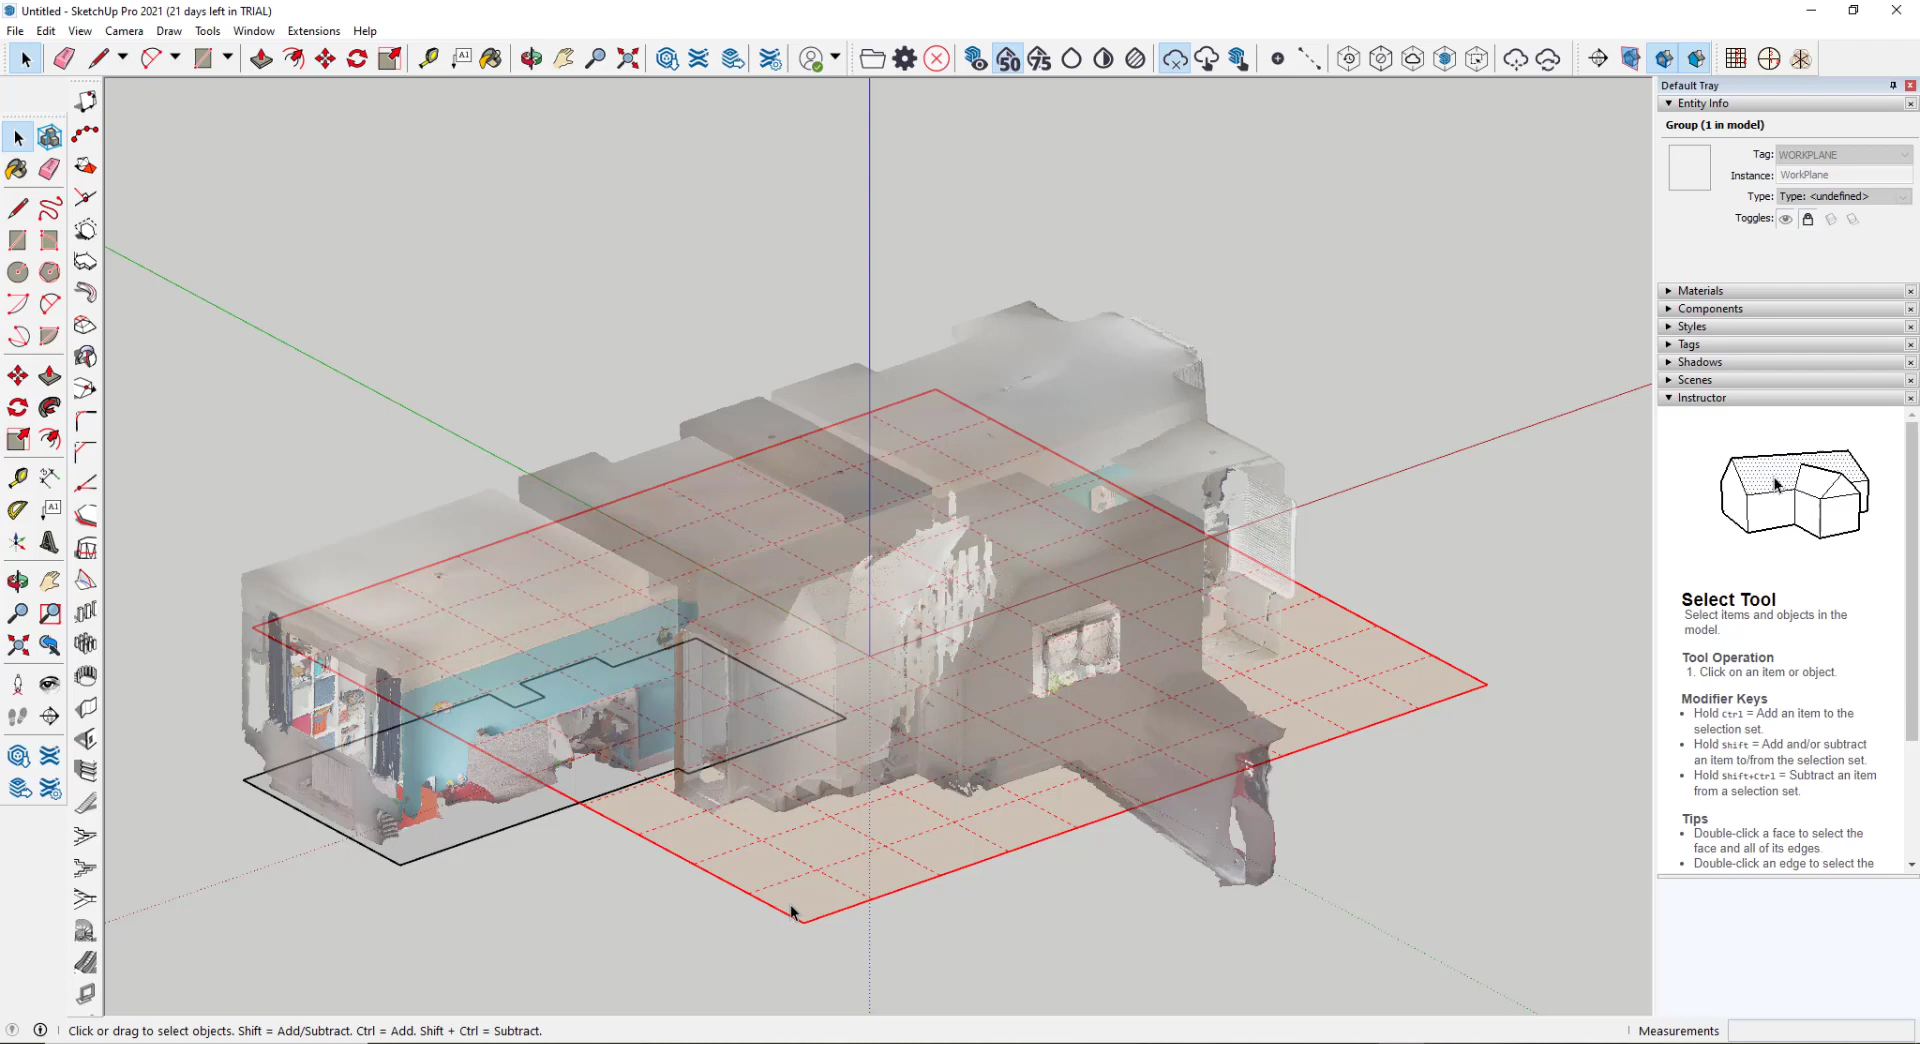 Untitled - SketchUp Pro 2021 (21 days left in TRIAL)
File Edit View Camera Draw Tools Window Extensions Help
A1
50
75
Default Tray
Entity Info
Group (1 in model)
Tag: WORKPLANE
Instance: WorkPlane
Type: Type: <undefined>
Toggles:
Materials
Components
Styles
Tags
Shadows
Scenes
Instructor
A1
Select Tool
Select items and objects in the
model.
Tool Operation
1. Click on an item or object.
Modifier Keys
• Hold Ctrl = Add an item to the
selection set.
• Hold Shift = Add and/or subtract
an item to/from the selection set.
• Hold Shift+Ctrl = Subtract an item
from a selection set.
Tips
• Double-click a face to select the
face and all of its edges.
• Double-click an edge to select the
Click or drag to select objects. Shift = Add/Subtract. Ctrl = Add. Shift + Ctrl = Subtract.
Measurements